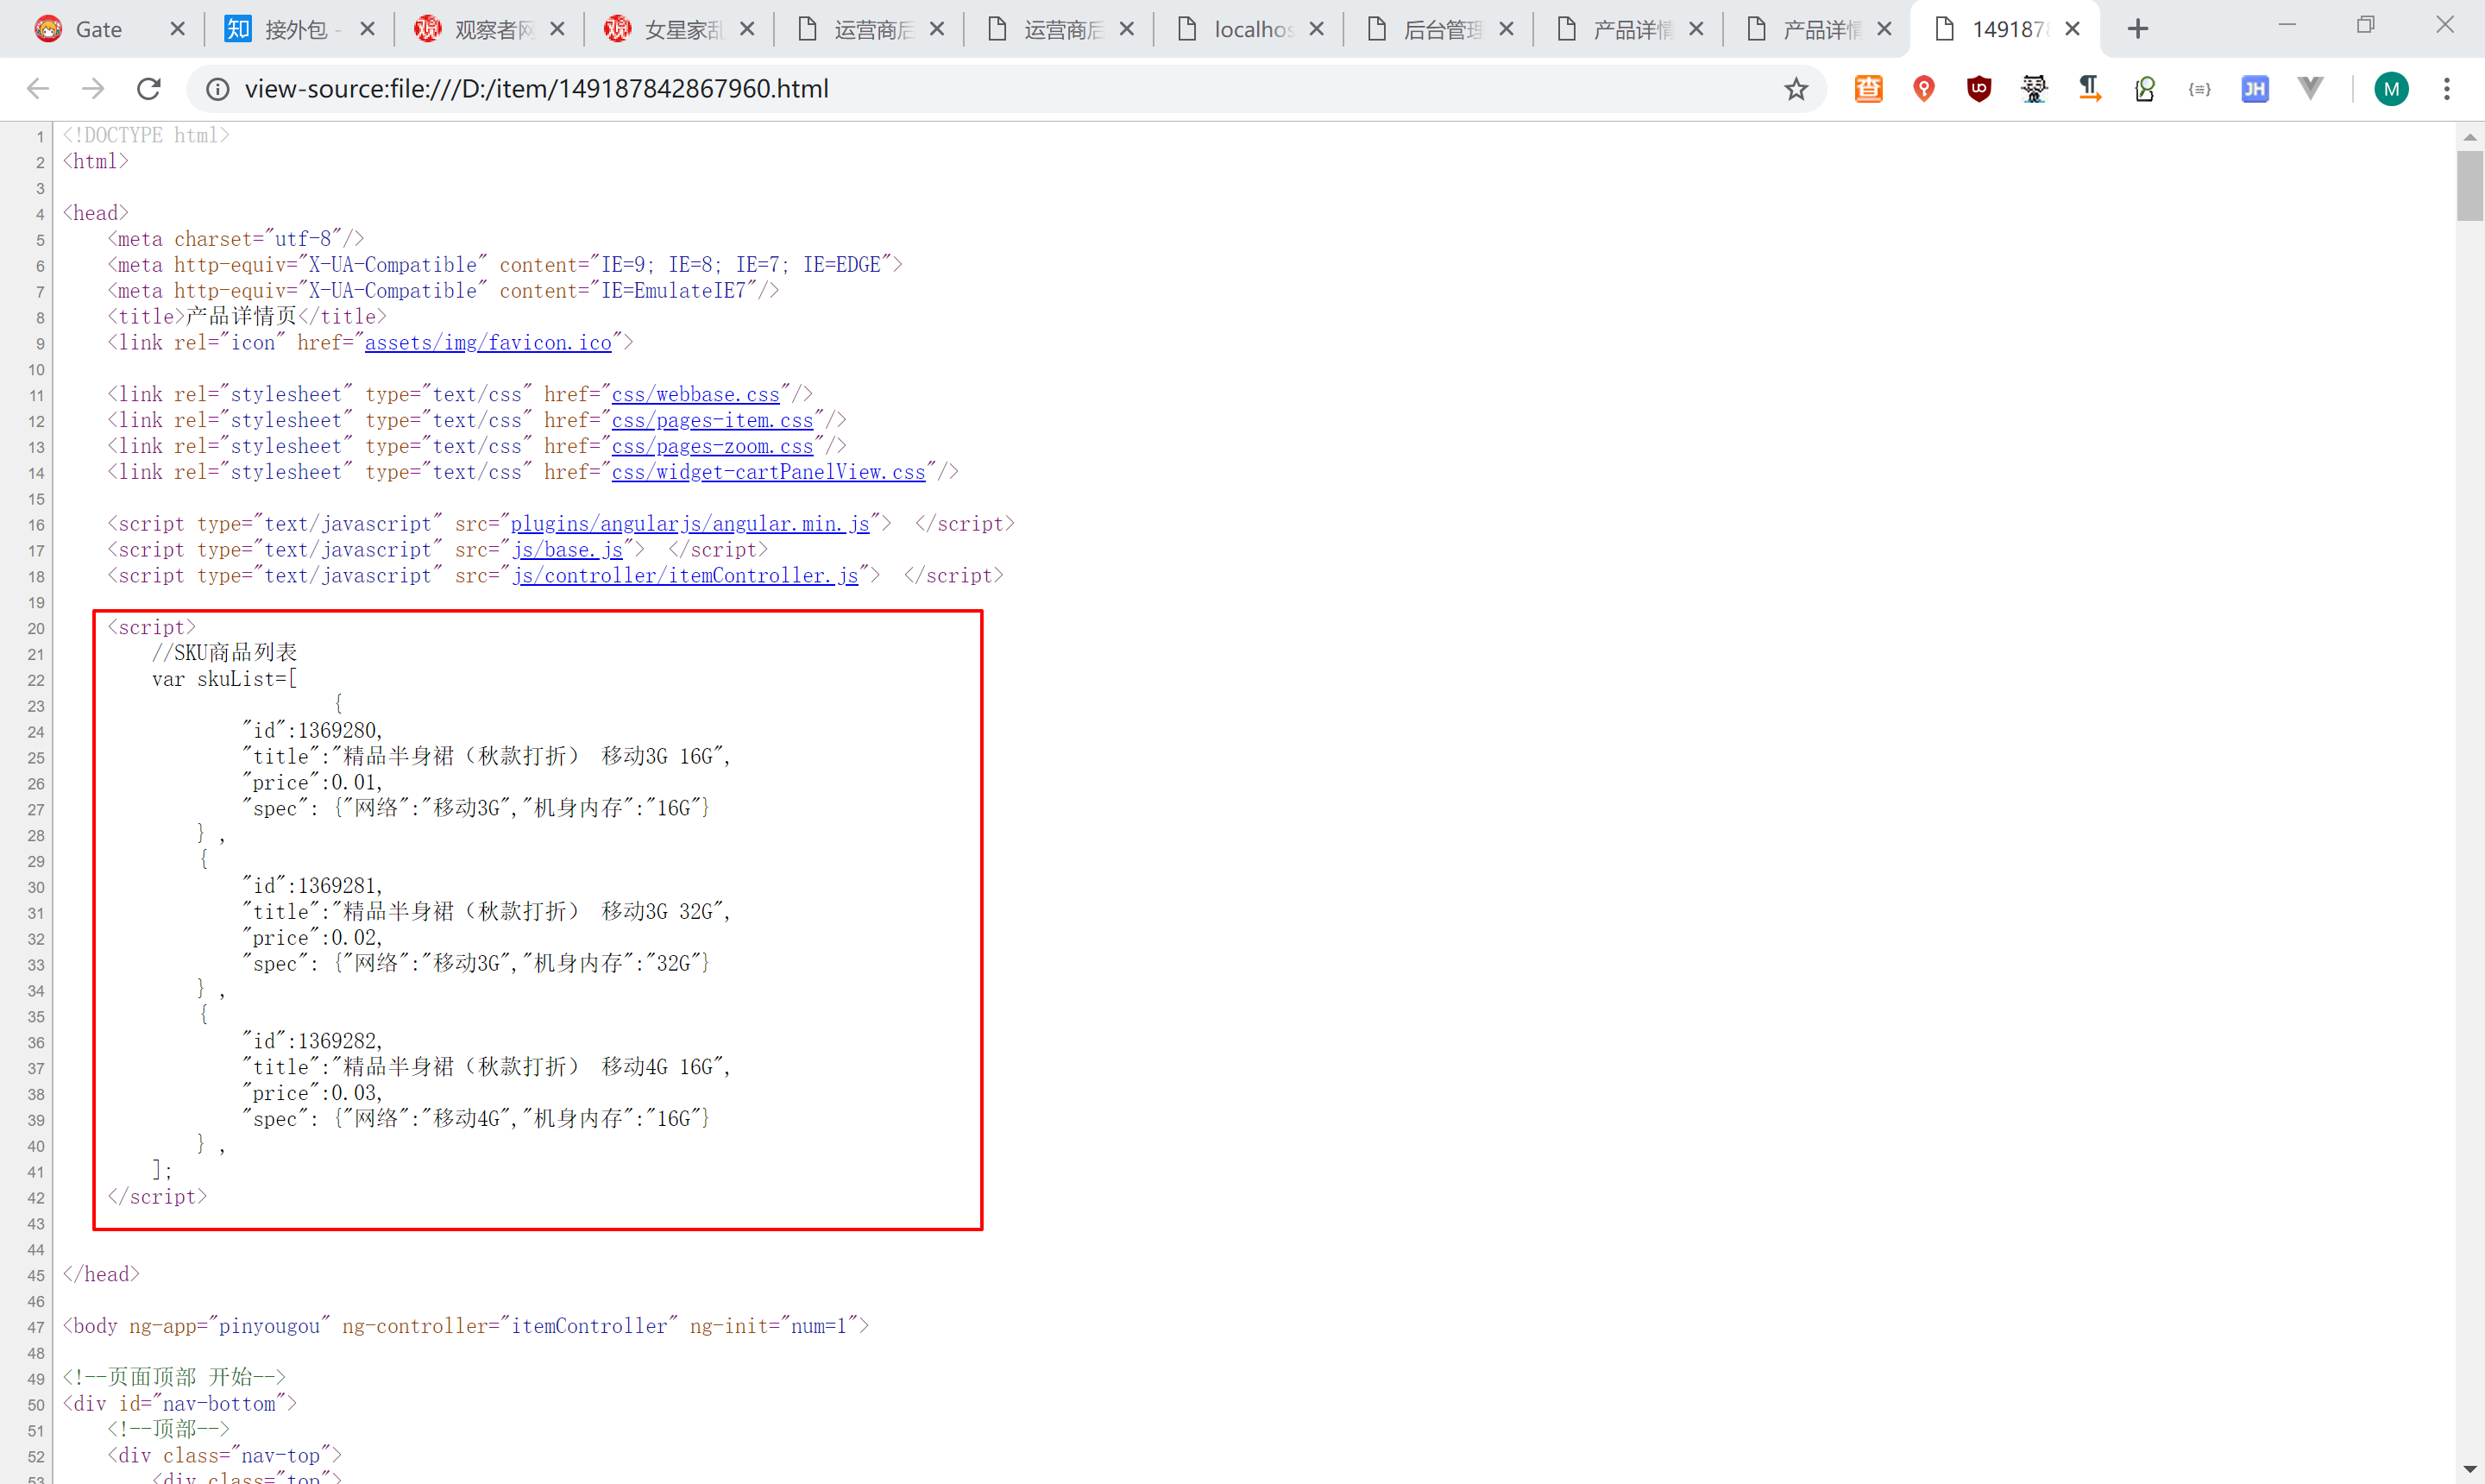 Gate
接外包 -
观察者网
女星家乱
运营商后
运营商后
localhos
后台管理
产品详情
产品详情
1491878
view-source:file:///D:/item/149187842867960.html
M
1 <!DOCTYPE html>
2 <html>
3
4 <head>
5 <meta charset="utf-8"/>
6 <meta http-equiv="X-UA-Compatible" content="IE=9; IE=8; IE=7; IE=EDGE">
7 <meta http-equiv="X-UA-Compatible" content="IE=EmulateIE7"/>
8 <title>产品详情页</title>
9 <link rel="icon" href="assets/img/favicon.ico">
10
11 <link rel="stylesheet" type="text/css" href="css/webbase.css"/>
12 <link rel="stylesheet" type="text/css" href="css/pages-item.css"/>
13 <link rel="stylesheet" type="text/css" href="css/pages-zoom.css"/>
14 <link rel="stylesheet" type="text/css" href="css/widget-cartPanelView.css"/>
15
16 <script type="text/javascript" src="plugins/angularjs/angular.min.js"> </script>
17 <script type="text/javascript" src="js/base.js"> </script>
18 <script type="text/javascript" src="js/controller/itemController.js"> </script>
19
20 <script>
21 //SKU商品列表
22 var skuList=[
23 {
24 "id":1369280,
25 "title":"精品半身裙（秋款打折） 移动3G 16G",
26 "price":0.01,
27 "spec": {"网络":"移动3G","机身内存":"16G"}
28 } ,
29 {
30 "id":1369281,
31 "title":"精品半身裙（秋款打折） 移动3G 32G",
32 "price":0.02,
33 "spec": {"网络":"移动3G","机身内存":"32G"}
34 } ,
35 {
36 "id":1369282,
37 "title":"精品半身裙（秋款打折） 移动4G 16G",
38 "price":0.03,
39 "spec": {"网络":"移动4G","机身内存":"16G"}
40 } ,
41 ];
42 </script>
43
44
45 </head>
46
47 <body ng-app="pinyougou" ng-controller="itemController" ng-init="num=1">
48
49 <!--页面顶部 开始-->
50 <div id="nav-bottom">
51 <!--顶部-->
52 <div class="nav-top">
53 <div class="top">